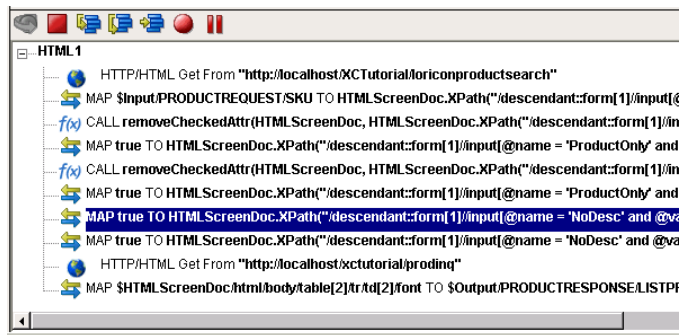 HTML1
HTTP/HTML Get From "http://localhost/XCTutorial/loriconproductsearch"
MAP $Input/PRODUCTREQUEST/SKU TO HTMLScreenDoc.XPath("/descendant::form[1]//input[@
f(x) CALL removeCheckedAttr(HTMLScreenDoc, HTMLScreenDoc.XPath("/descendant::form[1]//in
MAP true TO HTMLScreenDoc.XPath("/descendant::form[1]//input[@name = 'ProductOnly' and
f(x) CALL removeCheckedAttr(HTMLScreenDoc, HTMLScreenDoc.XPath("/descendant::form[1]//in
MAP true TO HTMLScreenDoc.XPath("/descendant::form[1]//input[@name = 'ProductOnly' and
MAP true TO HTMLScreenDoc.XPath("/descendant::form[1]//input[@name = 'NoDesc' and @va
MAP true TO HTMLScreenDoc.XPath("/descendant::form[1]//input[@name = 'NoDesc' and @va
HTTP/HTML Get From "http://localhost/xctutorial/prodinq"
MAP $HTMLScreenDoc/html/body/table[2]/tr/td[2]/font TO $Output/PRODUCTRESPONSE/LISTPR